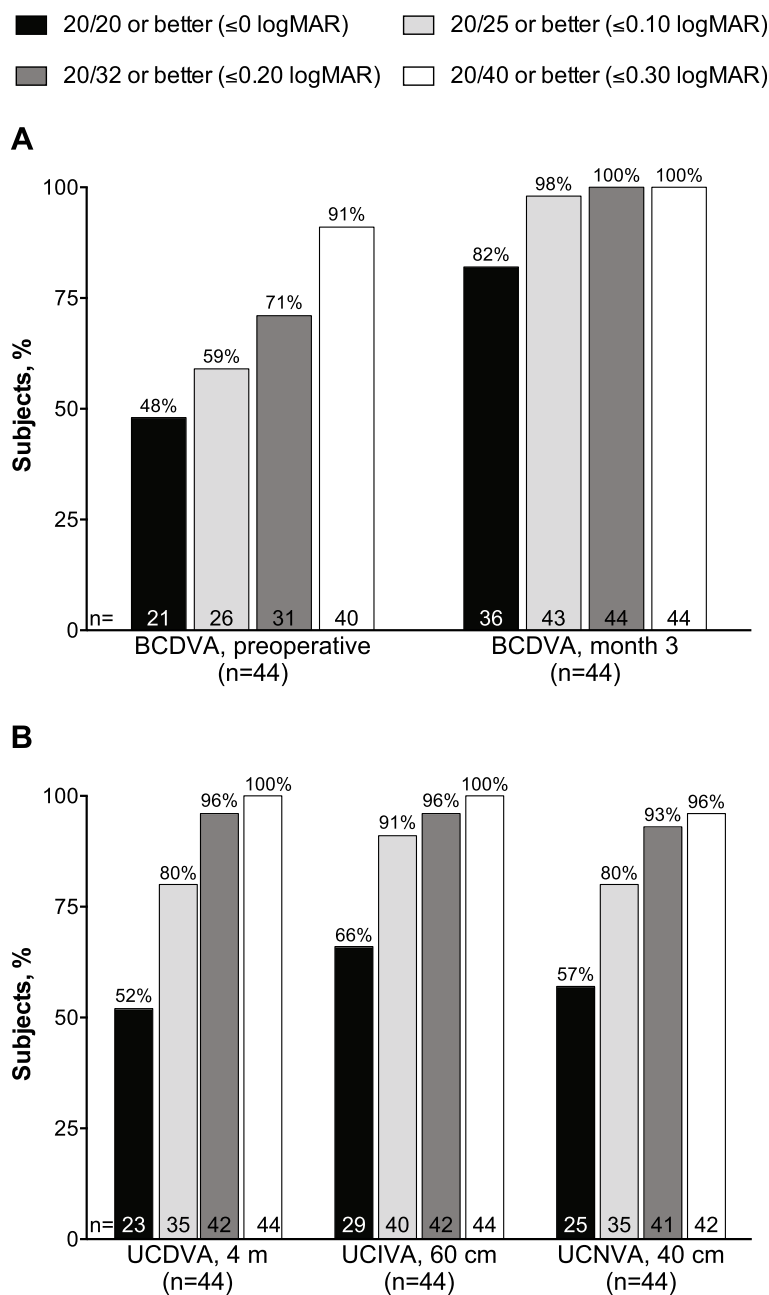 20/20 or better (≤0 logMAR) 20/25 or better (≤0.10 logMAR)
20/32 or better (≤0.20 logMAR) 20/40 or better (≤0.30 logMAR)
A
Subjects, %
100
75
50
25
0
48% 59% 71% 91% 82% 98% 100% 100%
n= 21 26 31 40 36 43 44 44
BCDVA, preoperative BCDVA, month 3
(n=44) (n=44)
B
Subjects, %
100
75
50
25
0
52% 80% 96% 100% 66% 91% 96% 100% 57% 80% 93% 96%
n= 23 35 42 44 29 40 42 44 25 35 41 42
UCDVA, 4 m UCIVA, 60 cm UCNVA, 40 cm
(n=44) (n=44) (n=44)